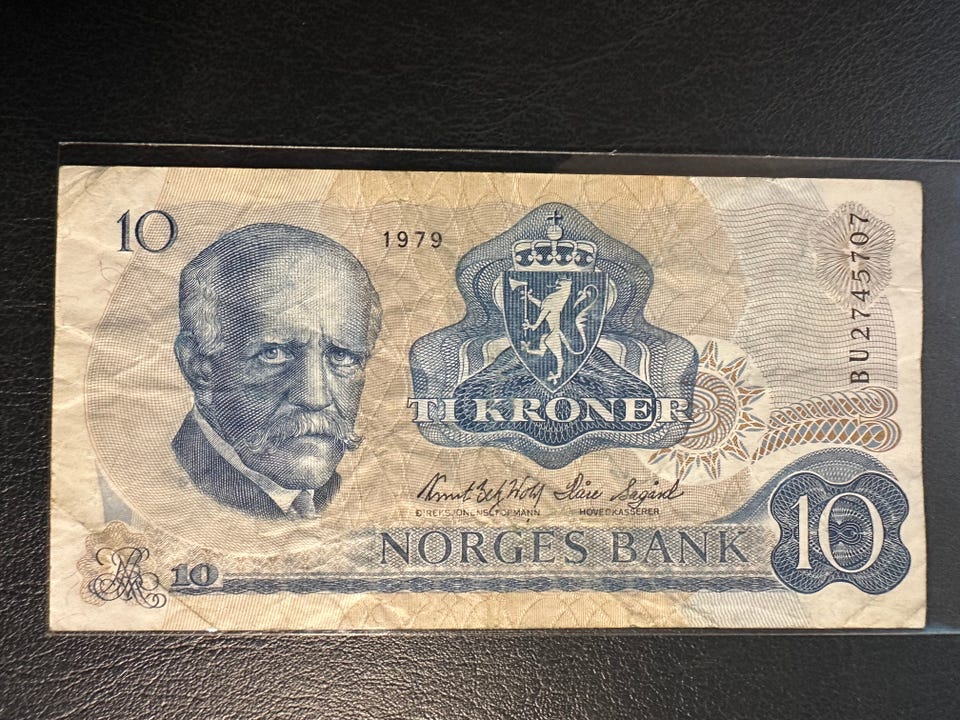 10
1979
BU2745707
TI KRONER
Knut Getz Wold Kåre Sagård
DIREKSJONENS FORMANN HOVEDKASSERER
NORGES BANK
10
10